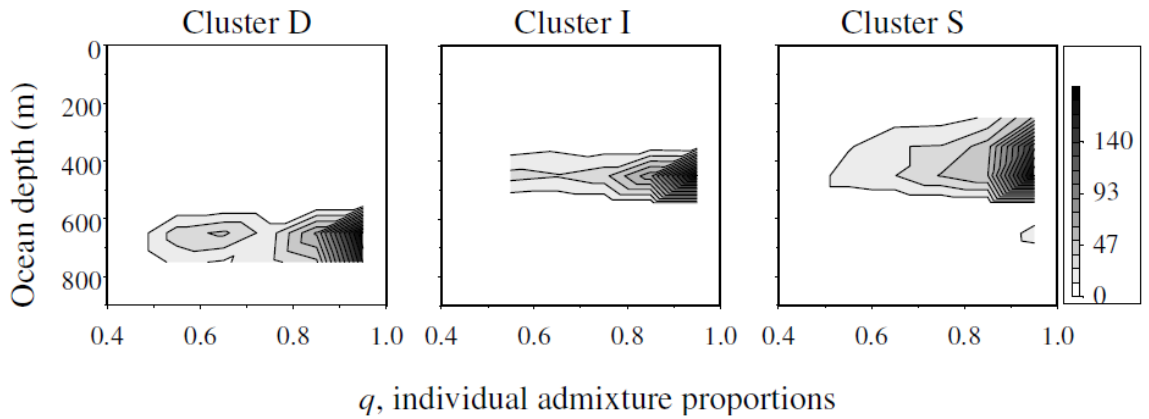 Cluster D Cluster I Cluster S
Ocean depth (m)
0
200
400
600
800
140
93
47
0
0.4 0.6 0.8 1.0 0.4 0.6 0.8 1.0 0.4 0.6 0.8 1.0
q, individual admixture proportions